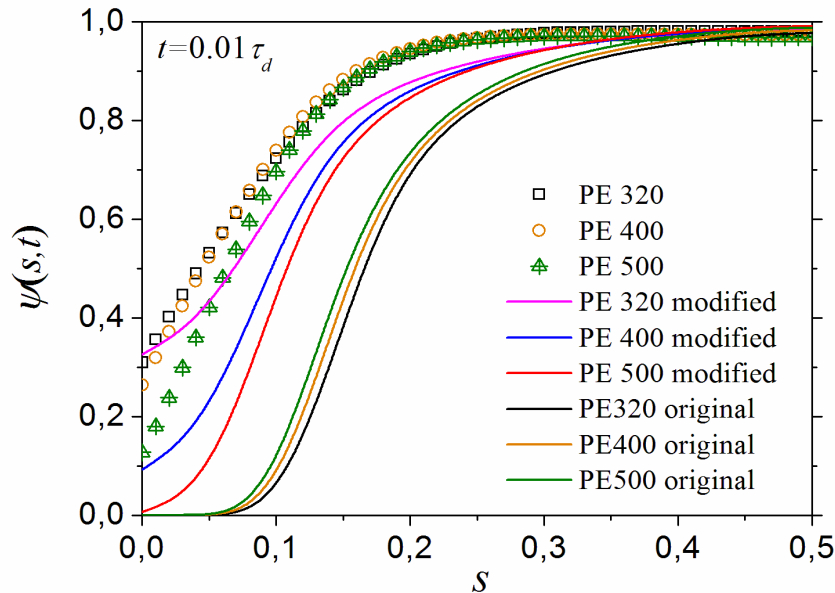 t=0.01 τd
ψ(s,t)
1,0
0,8
0,6
0,4
0,2
0,0
0,0
0,1
0,2
0,3
0,4
0,5
s
PE 320
PE 400
PE 500
PE 320 modified
PE 400 modified
PE 500 modified
PE320 original
PE400 original
PE500 original